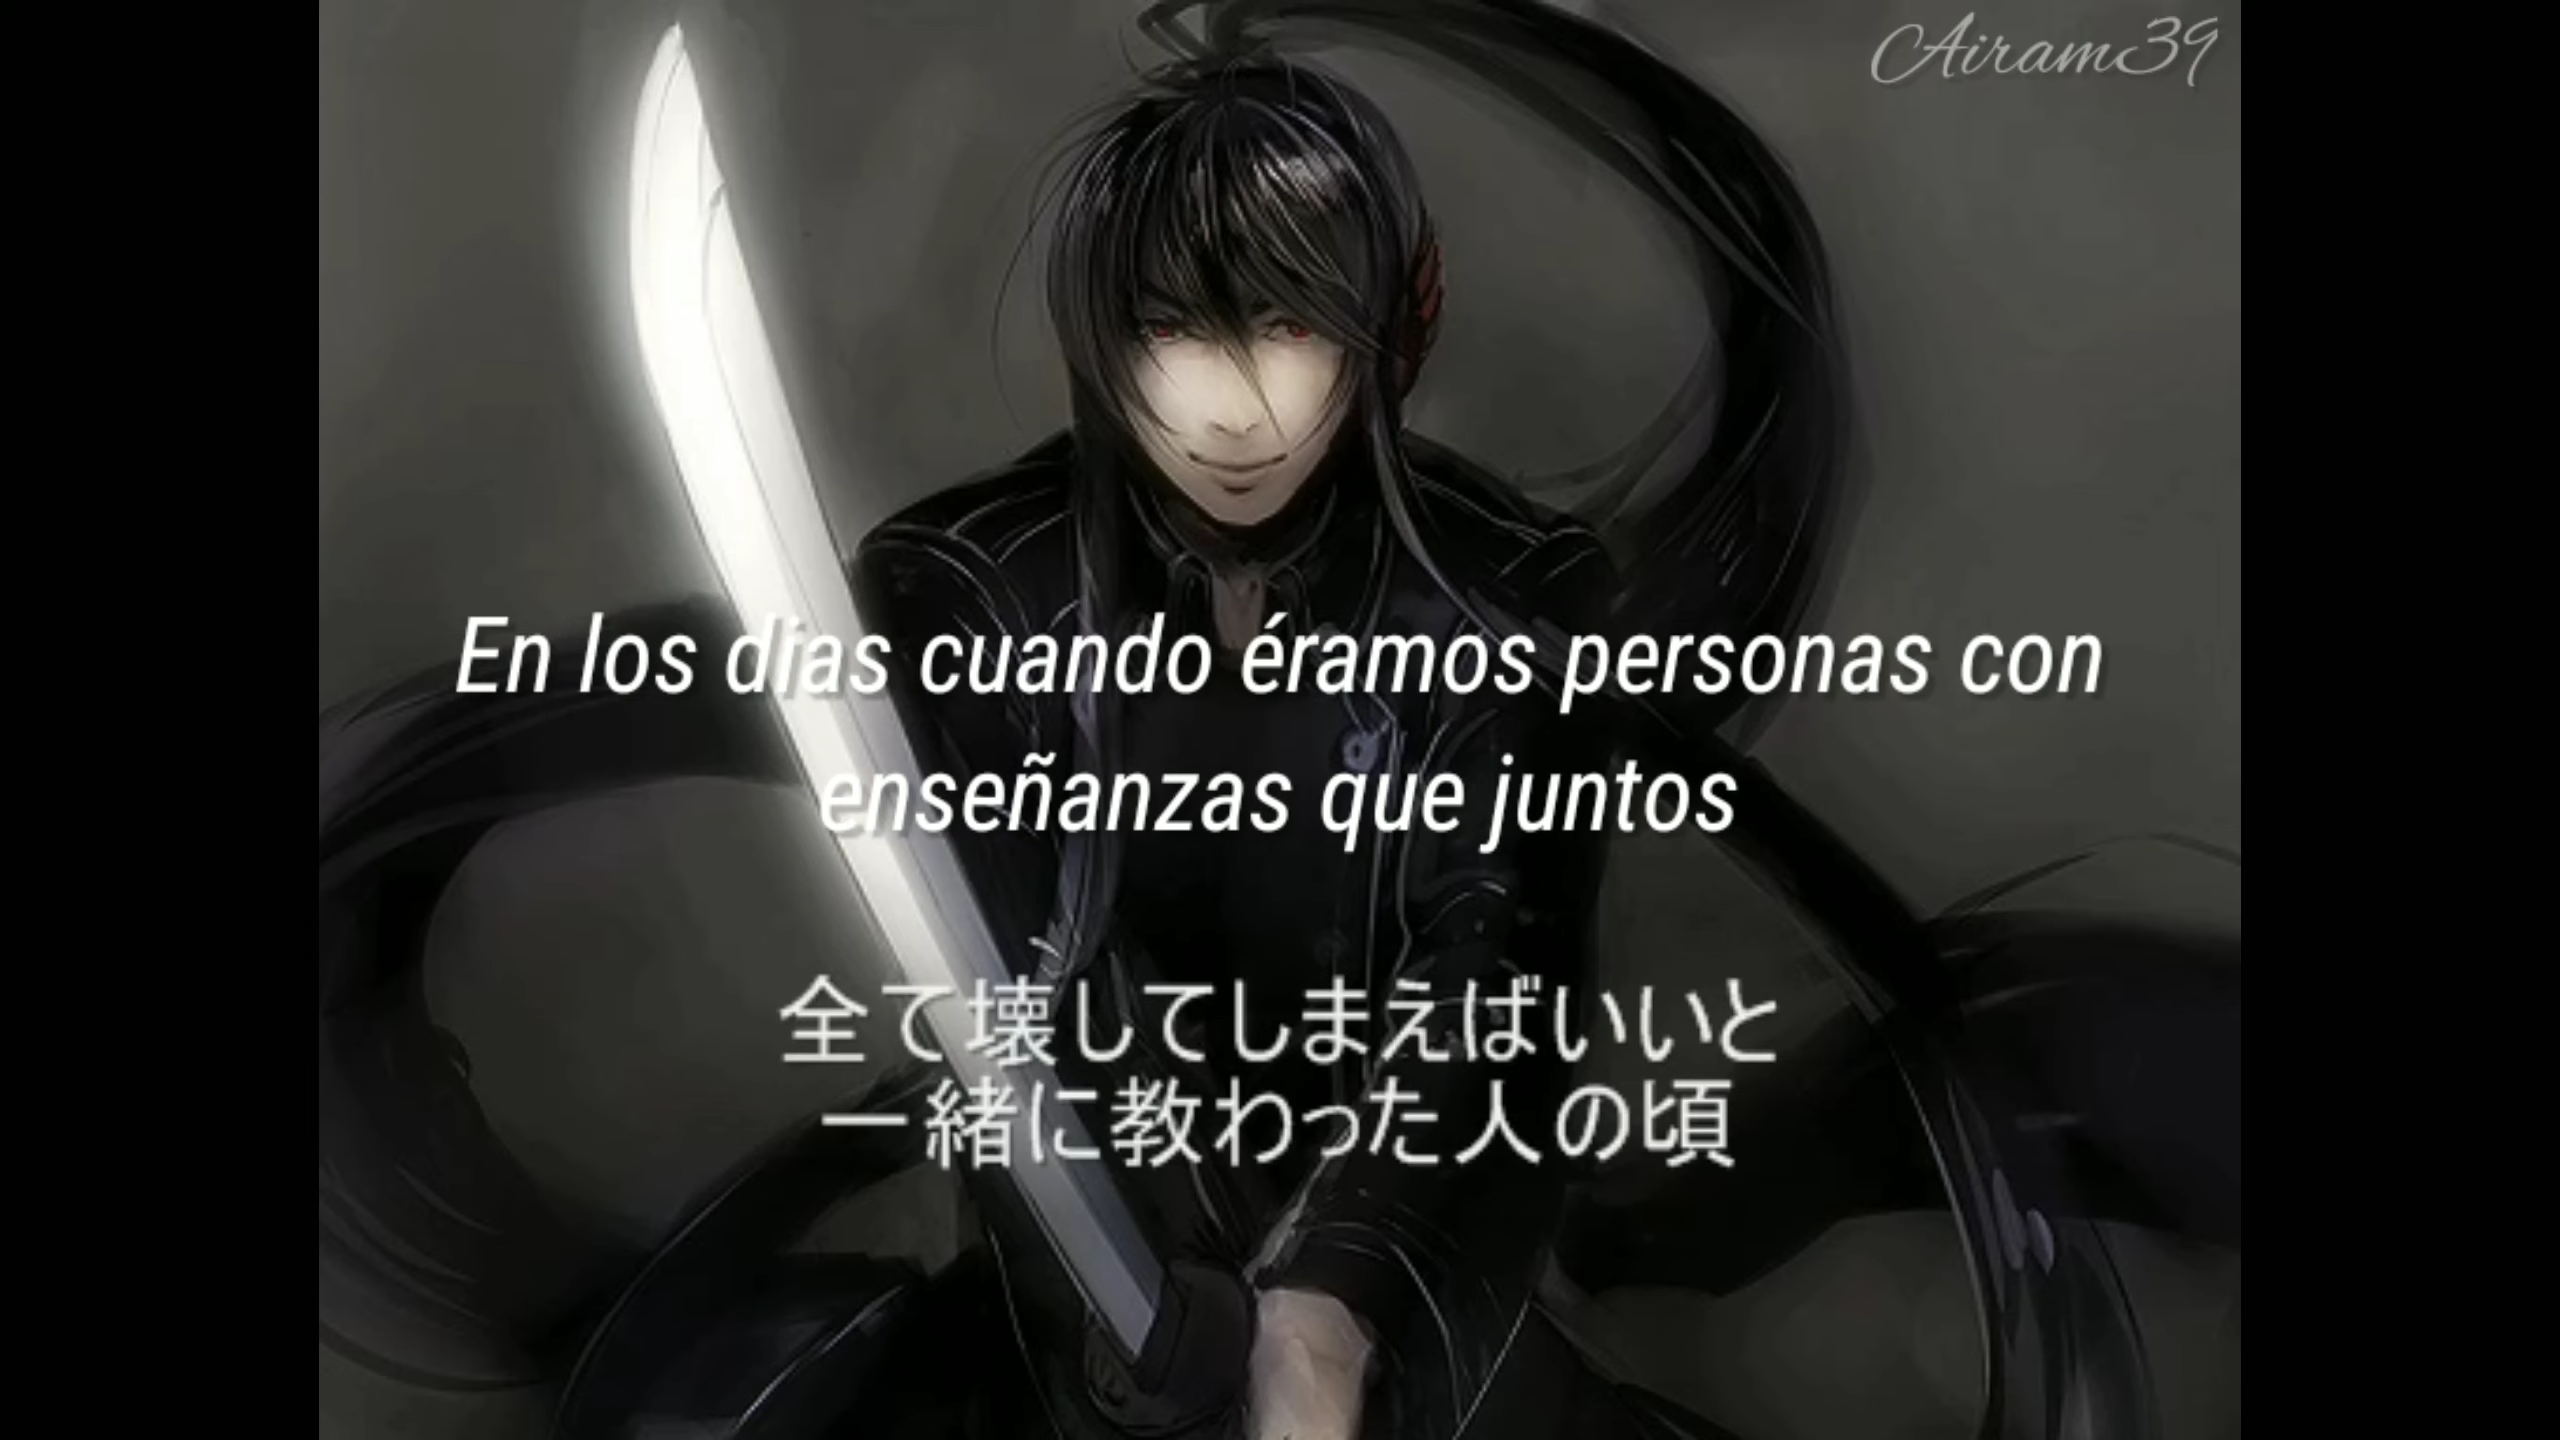 Airam39
En los dias cuando éramos personas con
enseñanzas que juntos
全て壊してしまえばいいと
一緒に教わった人の頃